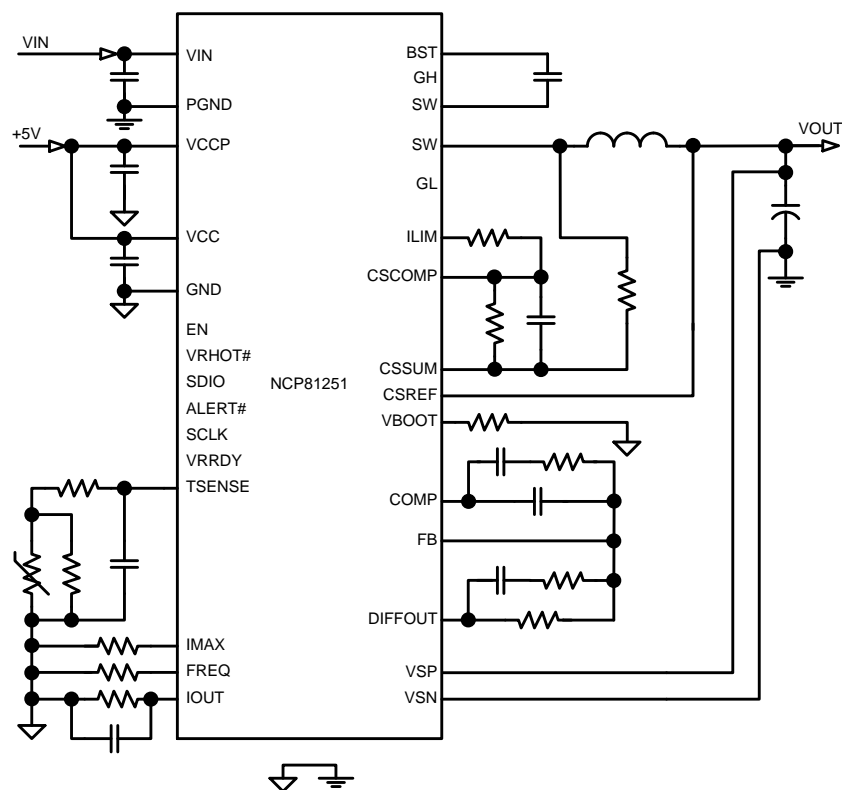 VIN
VIN
PGND
+5V
VCCP
VCC
GND
EN
VRHOT#
SDIO
ALERT#
SCLK
VRRDY
TSENSE
IMAX
FREQ
IOUT
NCP81251
BST
GH
SW
SW
GL
ILIM
CSCOMP
CSSUM
CSREF
VBOOT
COMP
FB
DIFFOUT
VSP
VSN
VOUT